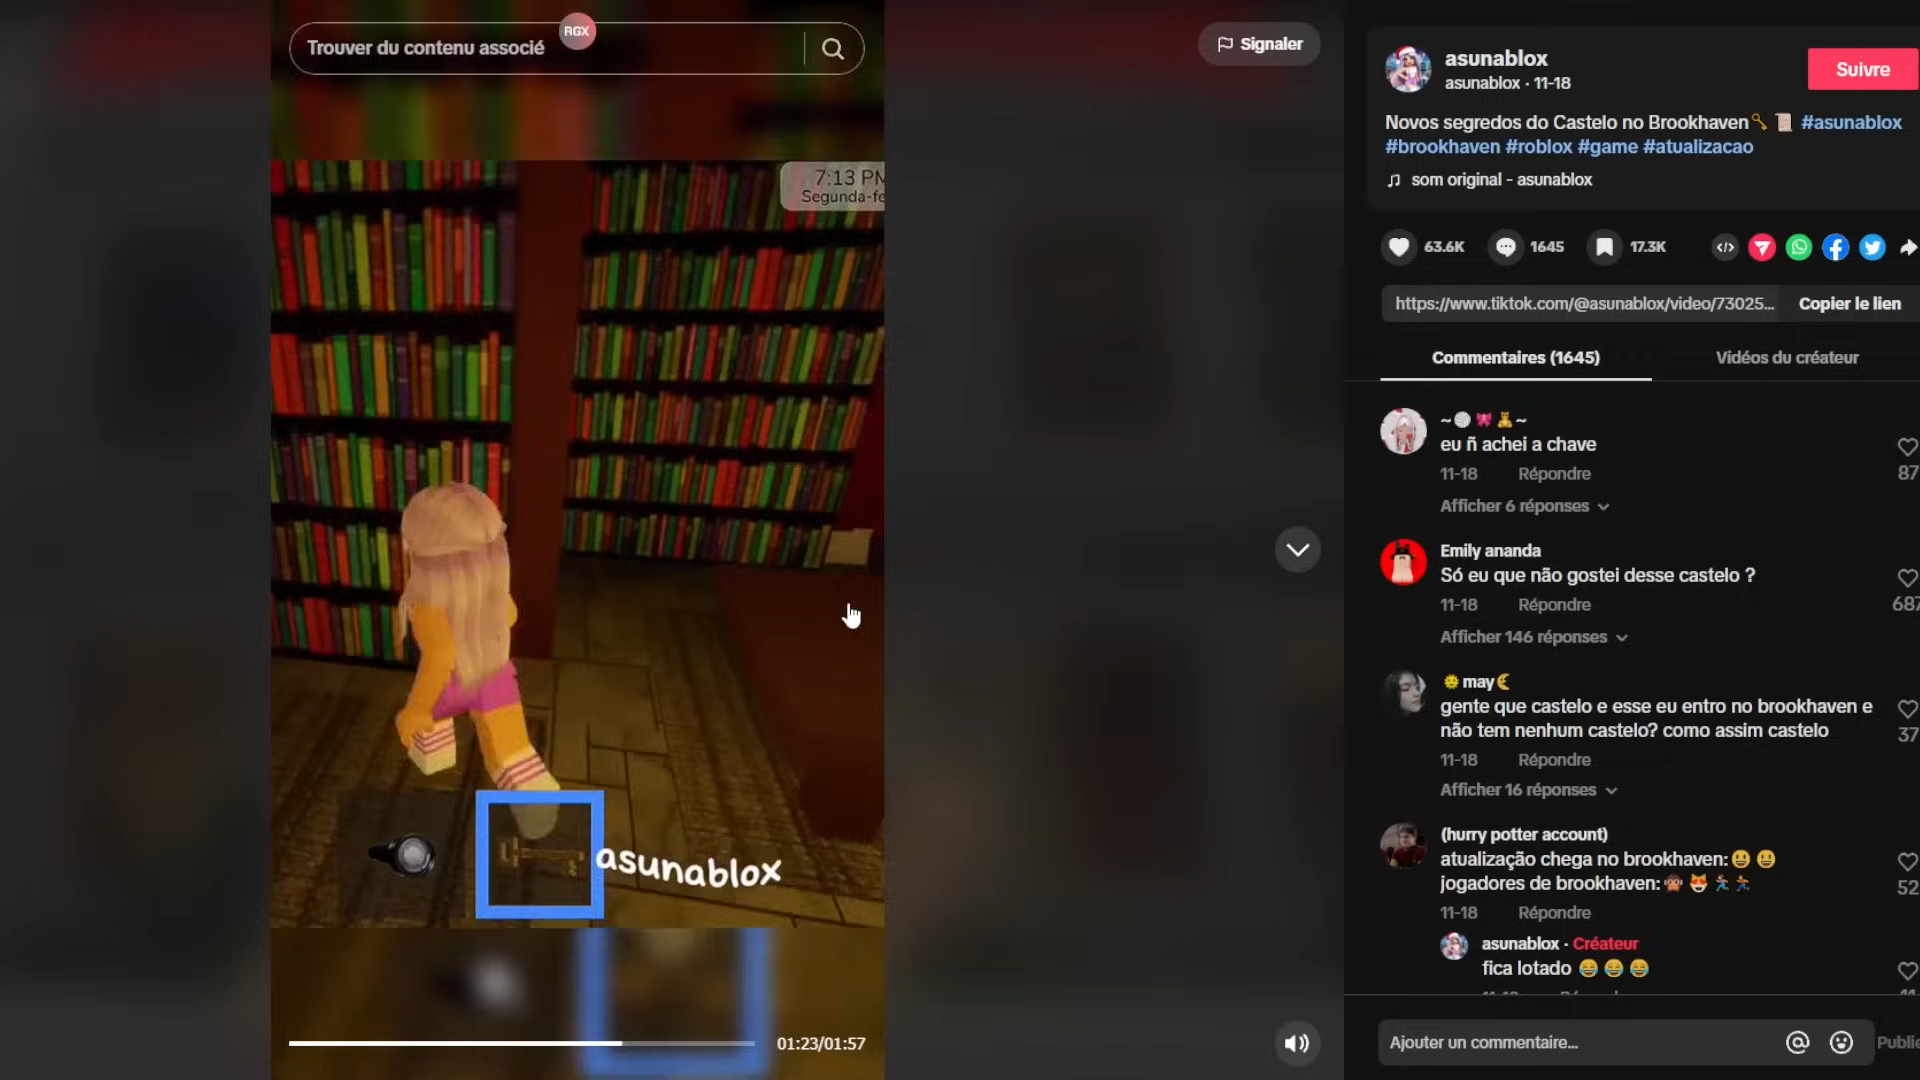 Trouver du contenu associé
RGX
7:13 PM
Segunda-fe
asunablox
01:23/01:57
Signaler
asunablox
asunablox · 11-18
Suivre
Novos segredos do Castelo no Brookhaven🗝️ 📜 #asunablox
#brookhaven #roblox #game #atualizacao
♫ som original - asunablox
63.6K
1645
17.3K
https://www.tiktok.com/@asunablox/video/73025...
Copier le lien
Commentaires (1645)
Vidéos du créateur
~🏐🎀🧸~
eu ñ achei a chave
11-18 Répondre
87
Afficher 6 réponses
Emily ananda
Só eu que não gostei desse castelo ?
11-18 Répondre
687
Afficher 146 réponses
🌞may🌜
gente que castelo e esse eu entro no brookhaven e
não tem nenhum castelo? como assim castelo
11-18 Répondre
37
Afficher 16 réponses
(hurry potter account)
atualização chega no brookhaven:😃 😃
jogadores de brookhaven:🙊 😻 🏃 🏃
11-18 Répondre
52
asunablox · Créateur
fica lotado 😂 😂 😂
Ajouter un commentaire...
Publie